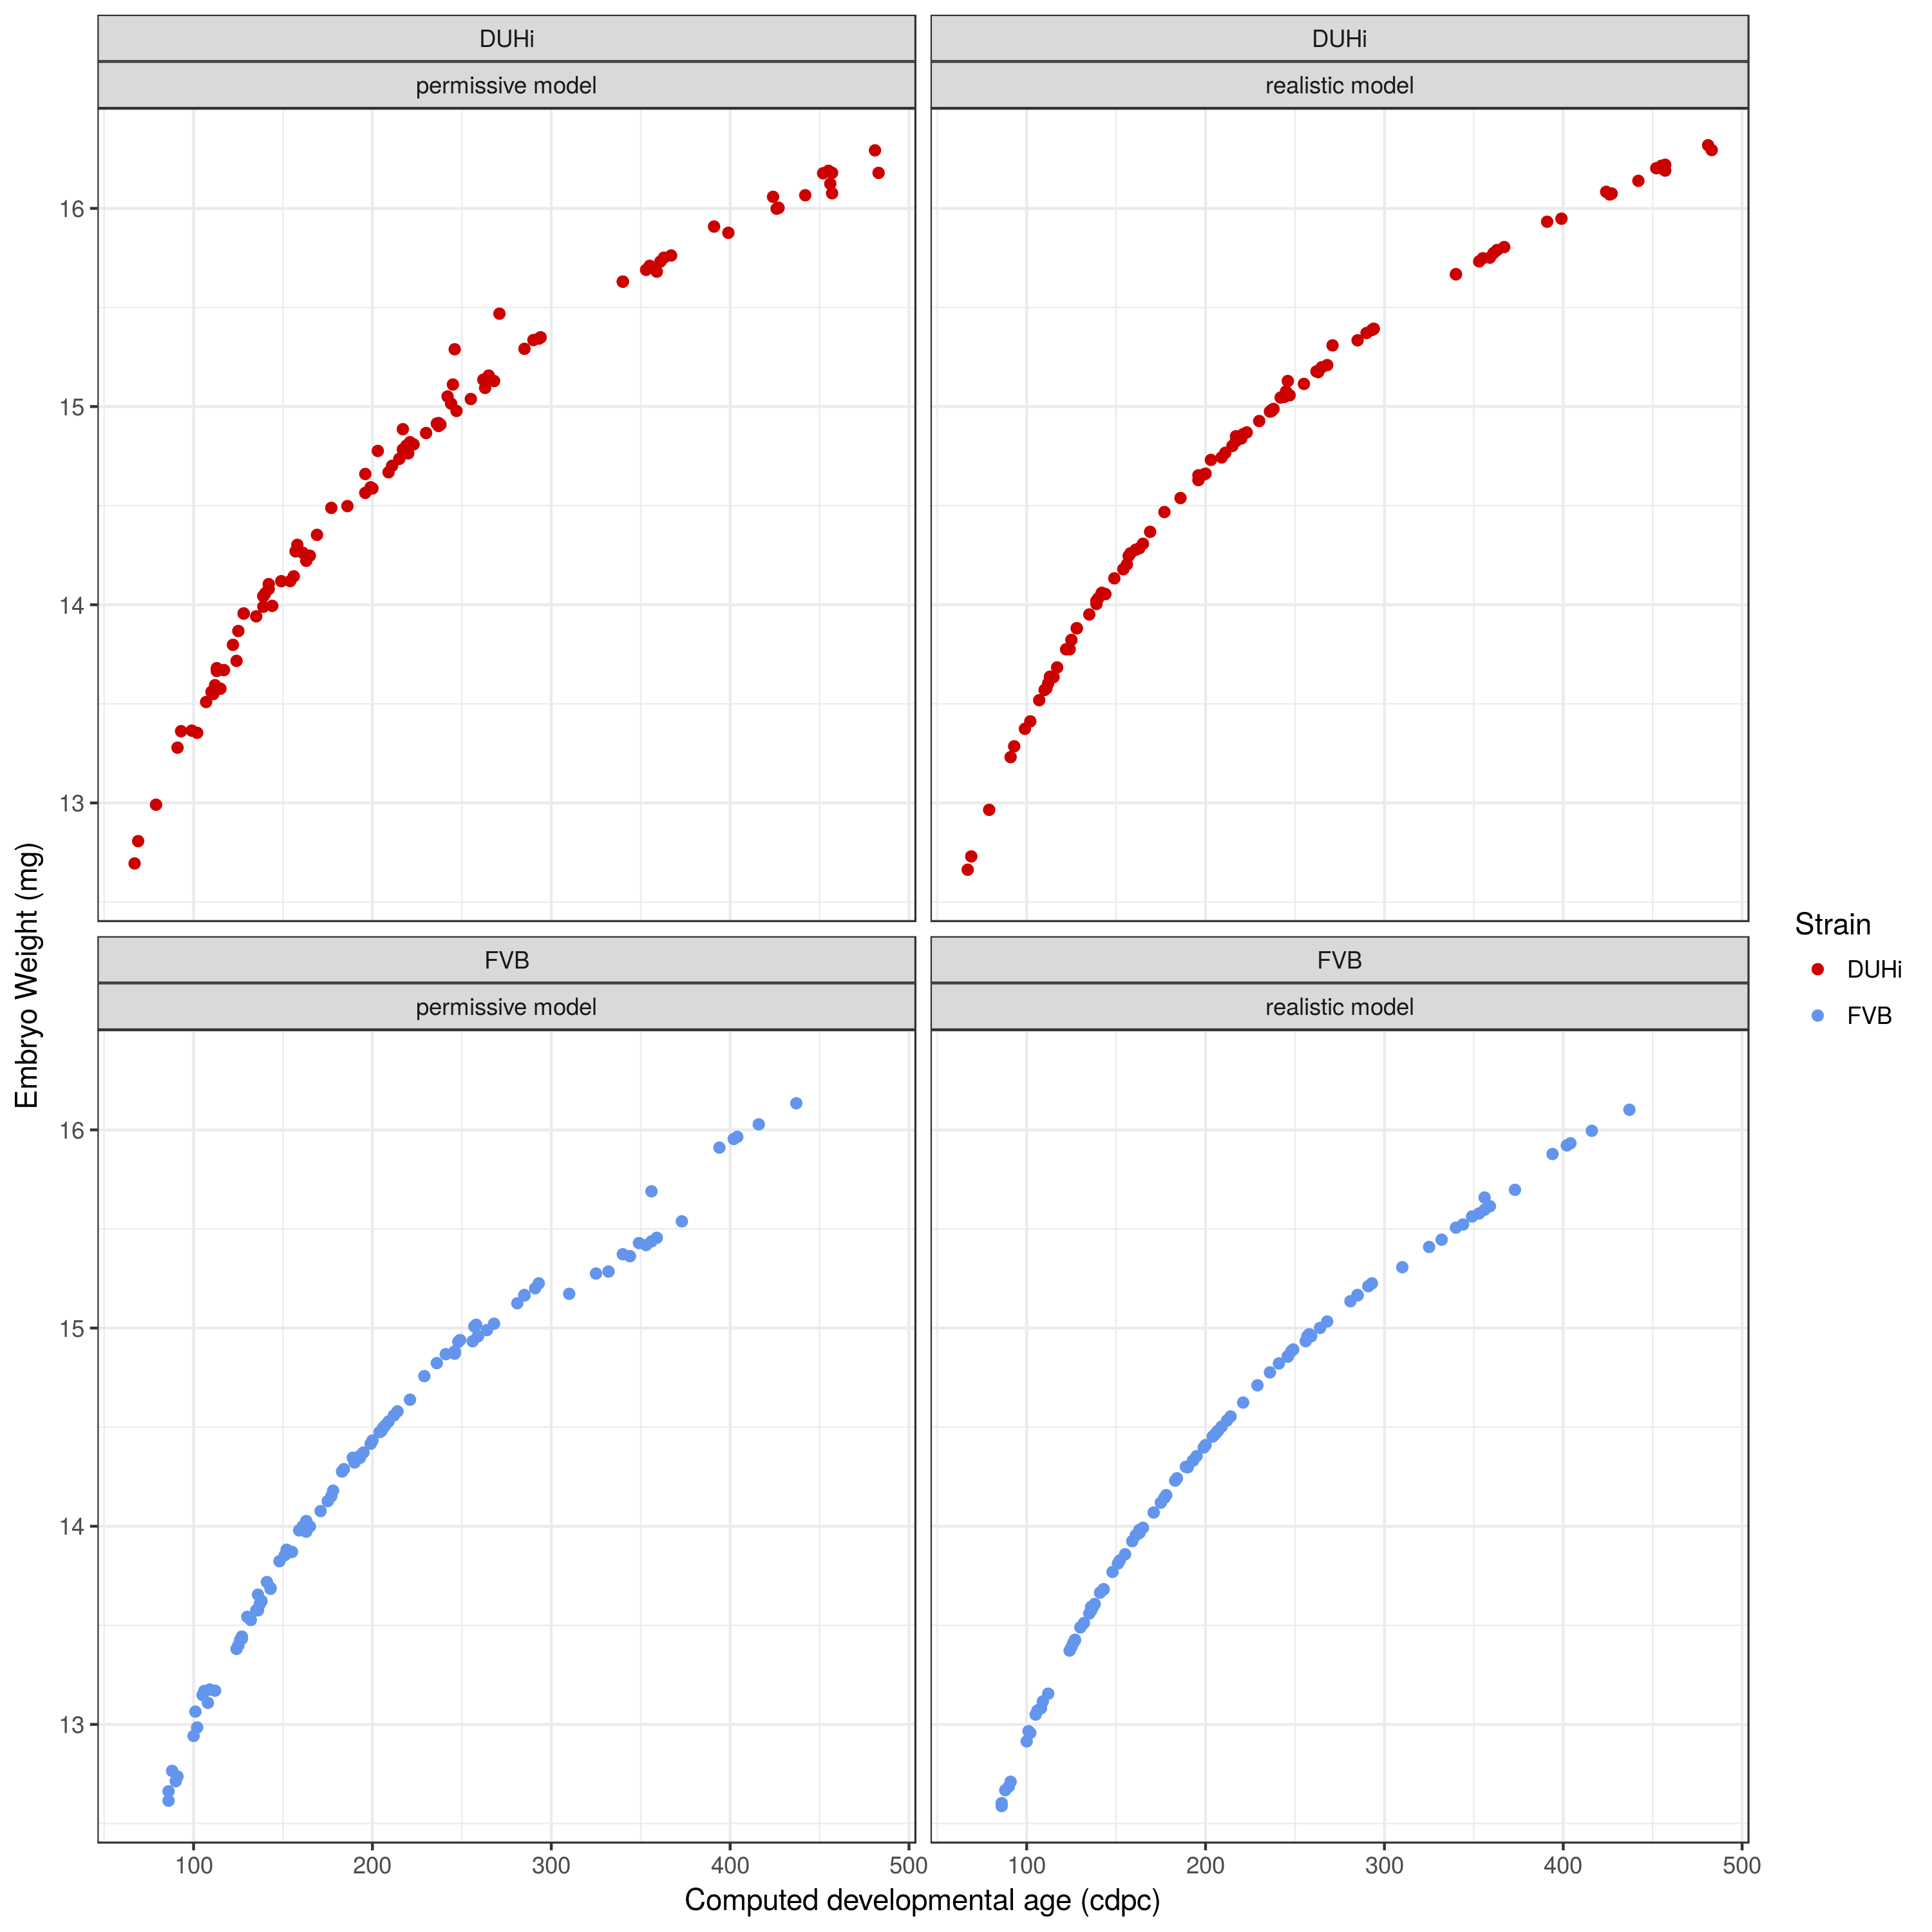 DUHi
DUHi
permissive model
realistic model
16
15
14
13
FVB
FVB
permissive model
realistic model
16
15
14
13
100
200
300
400
500
100
200
300
400
500
Computed developmental age (cdpc)
Embryo Weight (mg)
Strain
DUHi
FVB